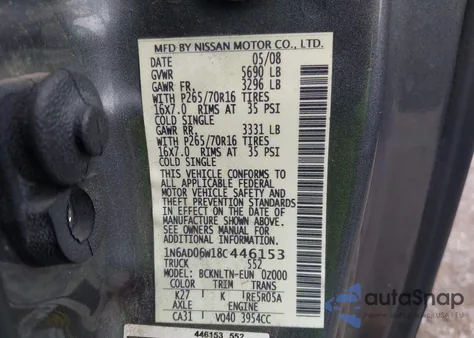 MFD BY NISSAN MOTOR CO., LTD.
DATE 05/08
GVWR 5690 LB
GAWR FR. 3296 LB
WITH P265/70R16 TIRES
16X7.0 RIMS AT 35 PSI
COLD SINGLE
GAWR RR. 3331 LB
WITH P265/70R16 TIRES
16X7.0 RIMS AT 35 PSI
COLD SINGLE
THIS VEHICLE CONFORMS TO
ALL APPLICABLE FEDERAL
MOTOR VEHICLE SAFETY AND
THEFT PREVENTION STANDARDS
IN EFFECT ON THE DATE OF
MANUFACTURE SHOWN ABOVE.
SEE OWNERS MANUAL FOR
ADDITIONAL INFORMATION
1N6AD06W18C446153
TRUCK 552
MODEL BCKNLTN-EUN 02000
COLOR TRIM TRANS
K27 K RE5R05A
AXLE ENGINE
CA31 VQ40 3954CC
446153 552
autoSnap